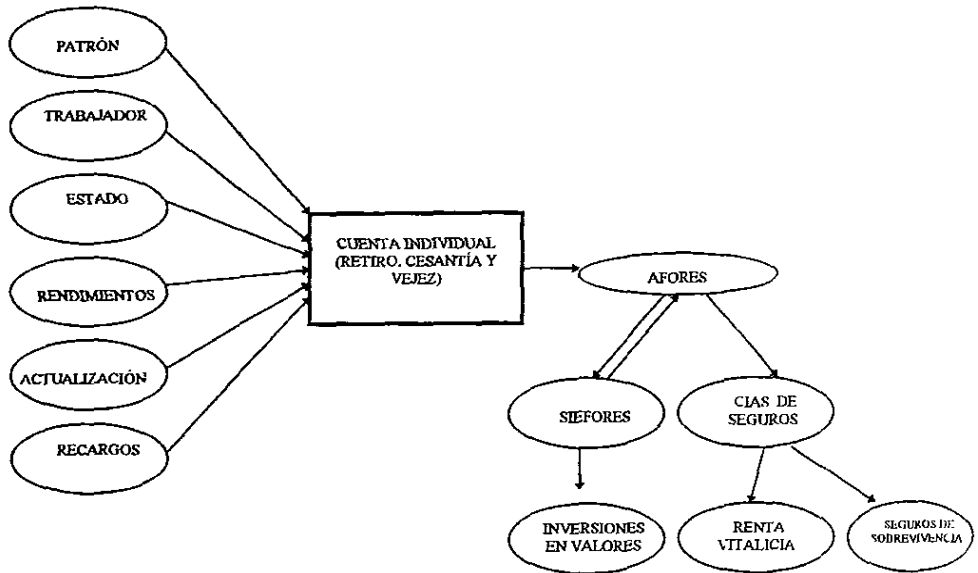 PATRÓN
TRABAJADOR
ESTADO
RENDIMIENTOS
ACTUALIZACIÓN
RECARGOS
CUENTA INDIVIDUAL
(RETIRO, CESANTÍA Y
VEJEZ)
AFORES
SIEFORES
CIAS DE
SEGUROS
INVERSIONES
EN VALORES
RENTA
VITALICIA
SEGUROS DE
SOBREVIVENCIA